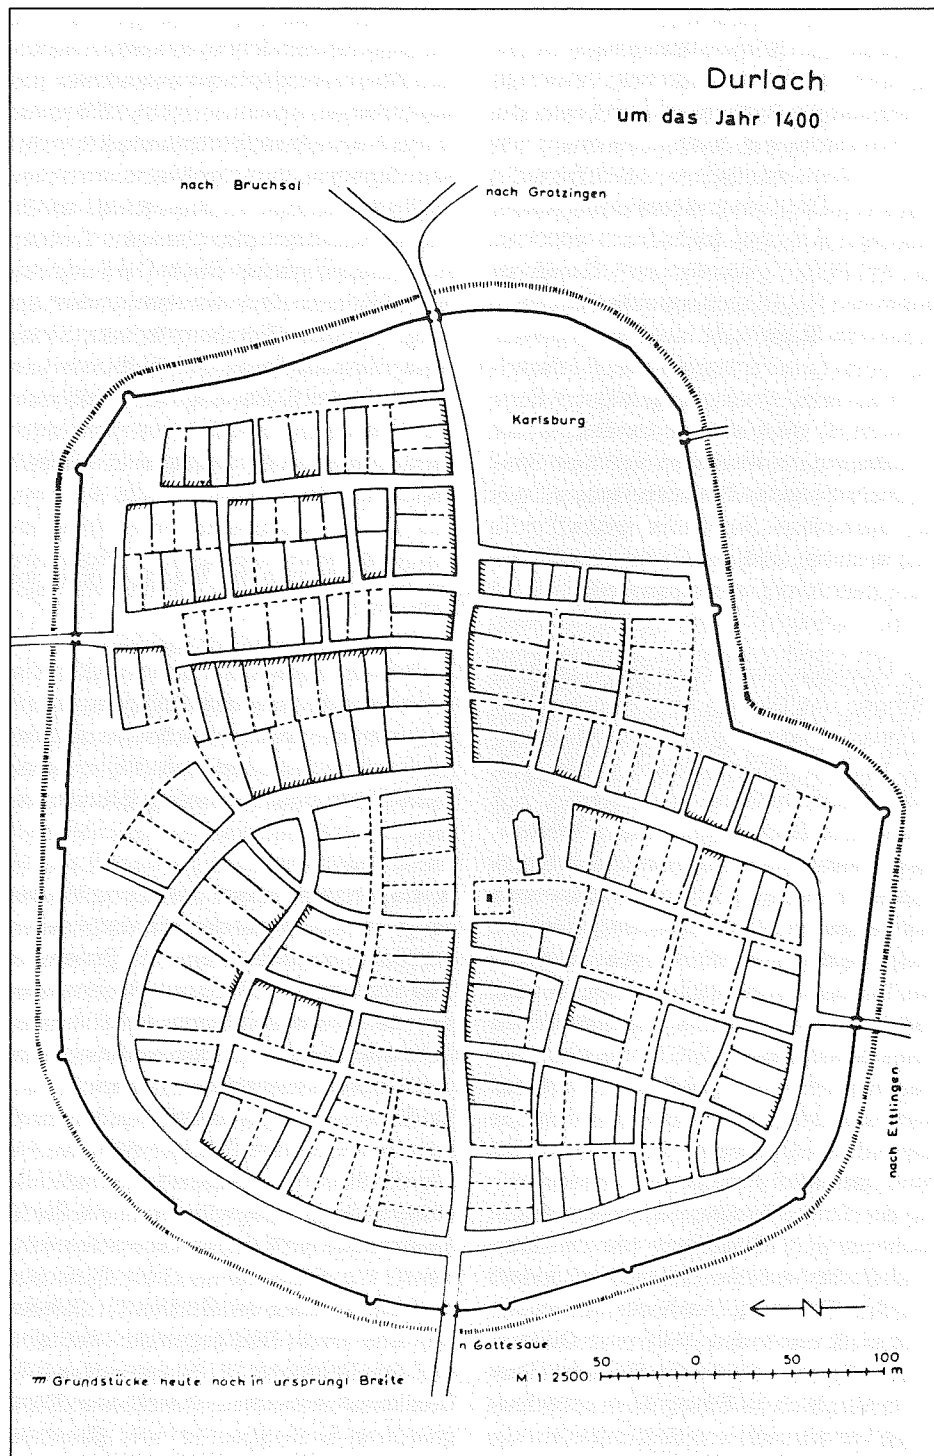 Durlach
um das Jahr 1400
nach Bruchsal
nach Grötzingen
Karlsburg
nach Ettlingen
N
n Gottesaue
50 0 50 100
M 1:2500 m
Grundstücke heute noch in ursprüngl Breite